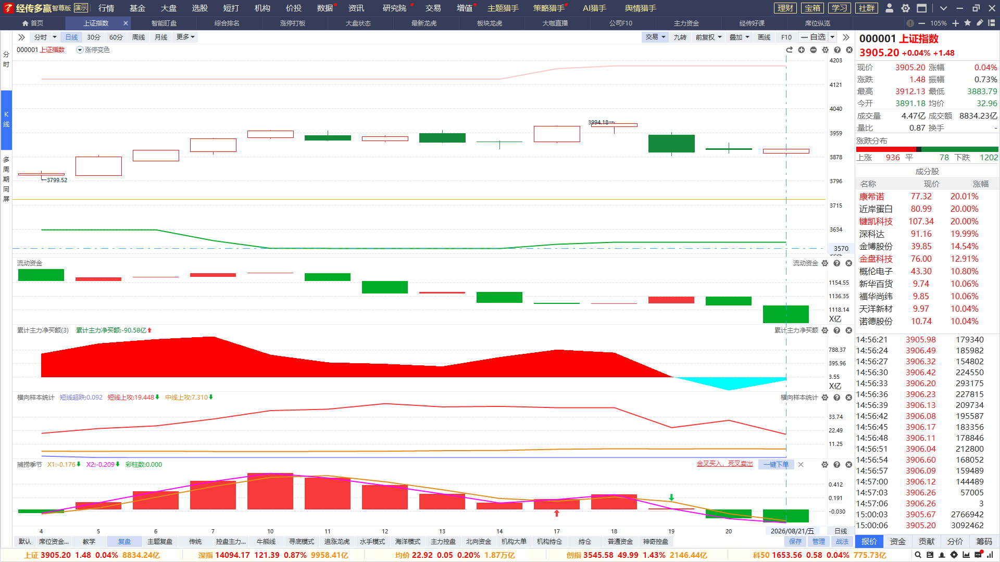 经传多赢 智尊版 演示 行情 基金 大盘 选股 短打 机构 价投 数据 资讯 研究院 交易 增值 主题猎手 策略猎手 AI猎手 舆情猎手 理财 宝箱 学习 社群
首页 上证指数 智能盯盘 综合排名 涨停打板 大盘状态 最新龙虎 板块龙虎 大咖直播 公司F10 主力资金 经传好课 席位纵览 105%
分时 日线 30分 60分 周线 月线 更多 交易 九转 前复权 叠加 画线 F10 自选
分时
K线
多周期同屏
000001 上证指数 涨停变色
4203
4121
4040
3959
3878
3796
3715
3634
3570
3994.18
3799.52
流动资金 流动资金
1154.55
1136.35
1118.14
X亿
累计主力净买额(3) 累计主力净买额:-90.58亿 累计主力净买额
788.37
395.96
3.55
X亿
横向样本统计 短线超跌:0.092 短线上攻:19.448 中线上攻:7.310 横向样本统计
33.74
22.49
11.25
捕捞季节 X1:-0.176 X2:-0.209 彩柱数:0.000 金叉买入，死叉卖出 一键下单
0.412
0.191
-0.030
4 5 6 7 10 11 12 13 14 17 18 19 20 2026/08/21/五 日线
默认 席位资金... 教学 复盘 主题复盘 传统 控盘主力... 牛能线 寻底模式 追涨龙虎 水手模式 海洋模式 主力控盘 北向资金 机构大单 机构持仓 持仓 普通资金 神奇控盘 保存 管理 战法
000001 上证指数
3905.20 +0.04% +1.48
现价 3905.20 涨幅 0.04%
涨跌 1.48 振幅 0.73%
最高 3912.13 最低 3883.79
今开 3891.18 均价 32.96
成交量 4.47亿 成交额 8834.23亿
量比 0.87 换手 -
涨跌分布
上涨 936 平 78 下跌 1202
成分股
名称 现价 涨幅
康希诺 77.32 20.01%
近岸蛋白 80.99 20.00%
键凯科技 107.34 20.00%
深科达 91.16 19.99%
金博股份 39.85 14.54%
金盘科技 76.00 12.91%
概伦电子 43.30 10.80%
新华百货 9.74 10.06%
福华尚纬 9.85 10.06%
天洋新材 9.97 10.04%
诺德股份 10.74 10.04%
14:56:21 3905.98 179340
14:56:24 3906.49 185982
14:56:27 3906.32 154802
14:56:30 3906.42 224550
14:56:33 3906.20 293175
14:56:36 3906.23 227815
14:56:39 3906.13 209734
14:56:42 3906.08 195587
14:56:45 3906.17 183356
14:56:48 3906.11 178846
14:56:51 3906.04 212800
14:56:54 3906.60 168052
14:56:57 3906.09 159489
14:57:00 3906.12 144489
14:57:03 3906.26 57005
14:57:06 3906.26 3
15:00:03 3905.67 2766942
15:00:06 3905.20 3092462
报价 资金 贡献 分价 筹码
上证 3905.20 1.48 0.04% 8834.23亿 深指 14094.17 121.39 0.87% 9958.41亿 均价 22.92 0.05 0.20% 1.87万亿 创指 3545.58 49.99 1.43% 2146.44亿 科50 1653.56 0.58 0.04% 775.73亿